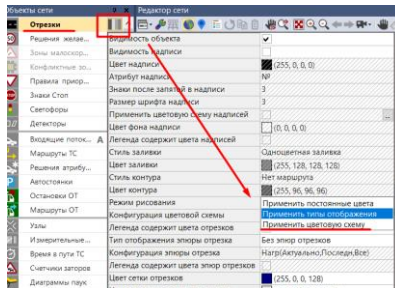 Объекты сети
Редактор сети
Отрезки
Решения желае...
Зоны малоскор...
Конфликтные зо...
Правила приор...
Знаки Стоп
Светофоры
Детекторы
Входящие поток...
Маршруты ТС
Решения атрибу...
Автостоянки
Остановки ОТ
Маршруты ОТ
Узлы
Измерительные...
Время в пути ТС
Счетчики заторов
Диаграммы паук
Видимость объекта
Видимость надписи
Цвет надписи (255, 0, 0, 0)
Атрибут надписи №
Знаки после запятой в надписи 3
Размер шрифта надписи 3
Применить цветовую схему надписей ...
Цвет фона надписи (0, 0, 0, 0)
А Легенда содержит цвета надписей
Стиль заливки Одноцветная заливка
Цвет заливки (255, 128, 128, 128)
Стиль контура Нет маршрута
Цвет контура (255, 96, 96, 96)
Режим рисования Применить постоянные цвета
Конфигурация цветовой схемы Применить типы отображения
Легенда содержит цвета отрезков Применить цветовую схему
Тип отображения эпюры отрезка Без эпюр отрезков
Конфигурация эпюры отрезка Нагр(Актуально,Последн,Все)
Легенда содержит цвета эпюр отрезков
Цвет сетки отрезков (255, 0, 0, 128)